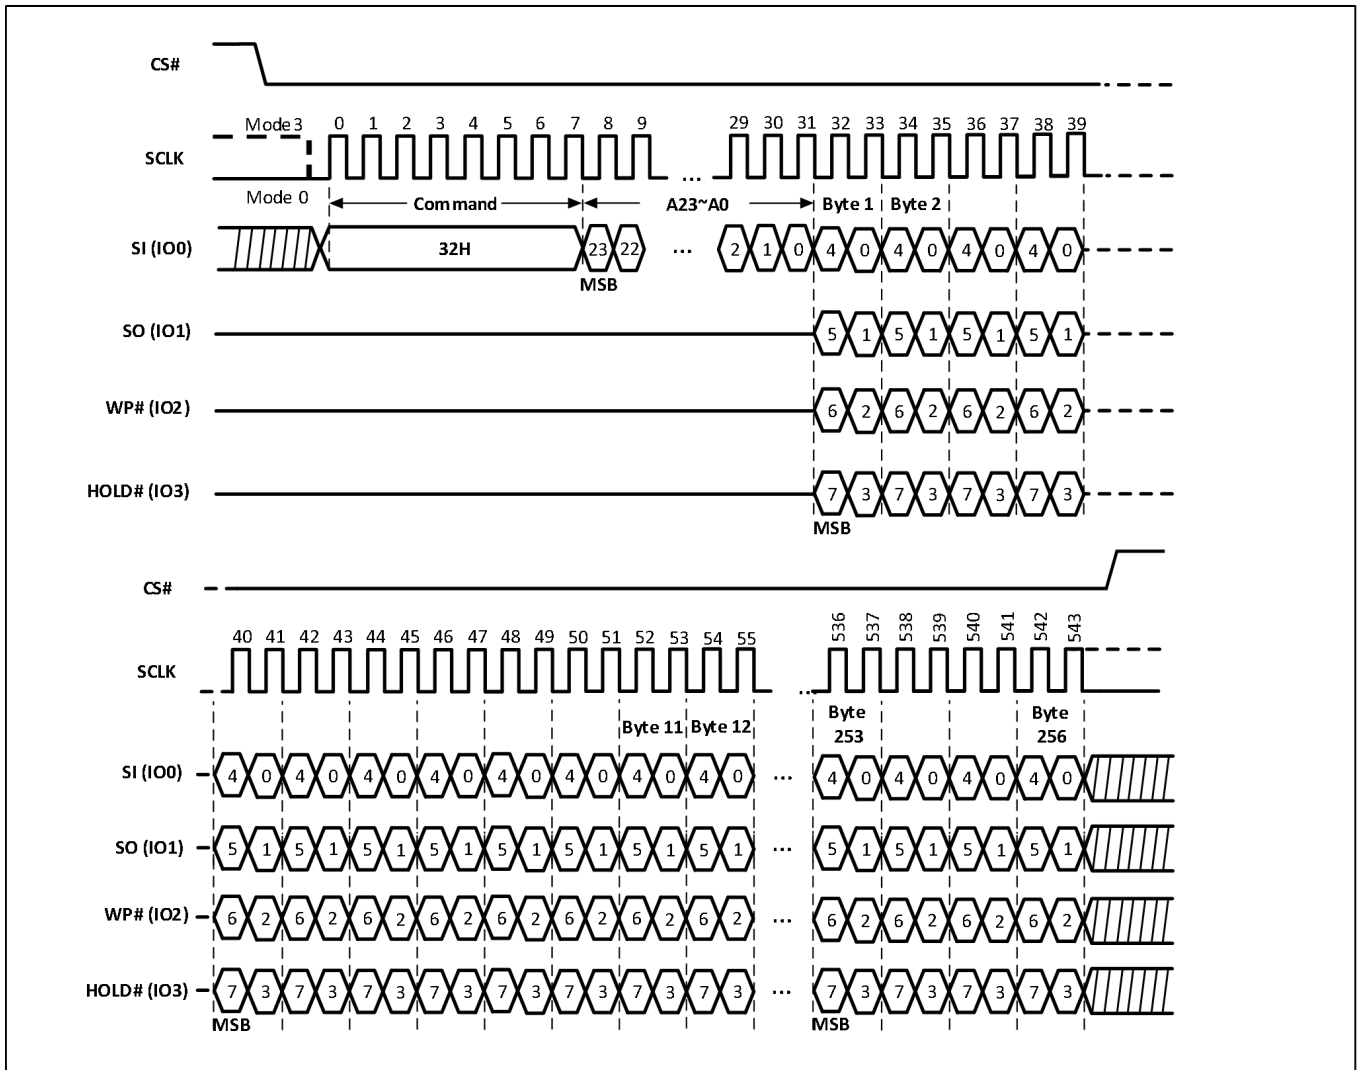 CS#
Mode 3
0 1 2 3 4 5 6 7 8 9 29 30 31 32 33 34 35 36 37 38 39
SCLK
...
Mode 0
Command A23~A0 Byte 1 Byte 2
SI (IO0) 32H 23 22 ... 2 1 0 4 0 4 0 4 0 4 0
MSB
SO (IO1) 5 1 5 1 5 1 5 1
WP# (IO2) 6 2 6 2 6 2 6 2
HOLD# (IO3) 7 3 7 3 7 3 7 3
MSB
CS#
40 41 42 43 44 45 46 47 48 49 50 51 52 53 54 55 536 537 538 539 540 541 542 543
SCLK
...
Byte 11 Byte 12 Byte 253 Byte 256
SI (IO0) 4 0 4 0 4 0 4 0 4 0 4 0 4 0 4 0 ... 4 0 4 0 4 0 4 0
SO (IO1) 5 1 5 1 5 1 5 1 5 1 5 1 5 1 5 1 ... 5 1 5 1 5 1 5 1
WP# (IO2) 6 2 6 2 6 2 6 2 6 2 6 2 6 2 6 2 ... 6 2 6 2 6 2 6 2
HOLD# (IO3) 7 3 7 3 7 3 7 3 7 3 7 3 7 3 7 3 ... 7 3 7 3 7 3 7 3
MSB MSB